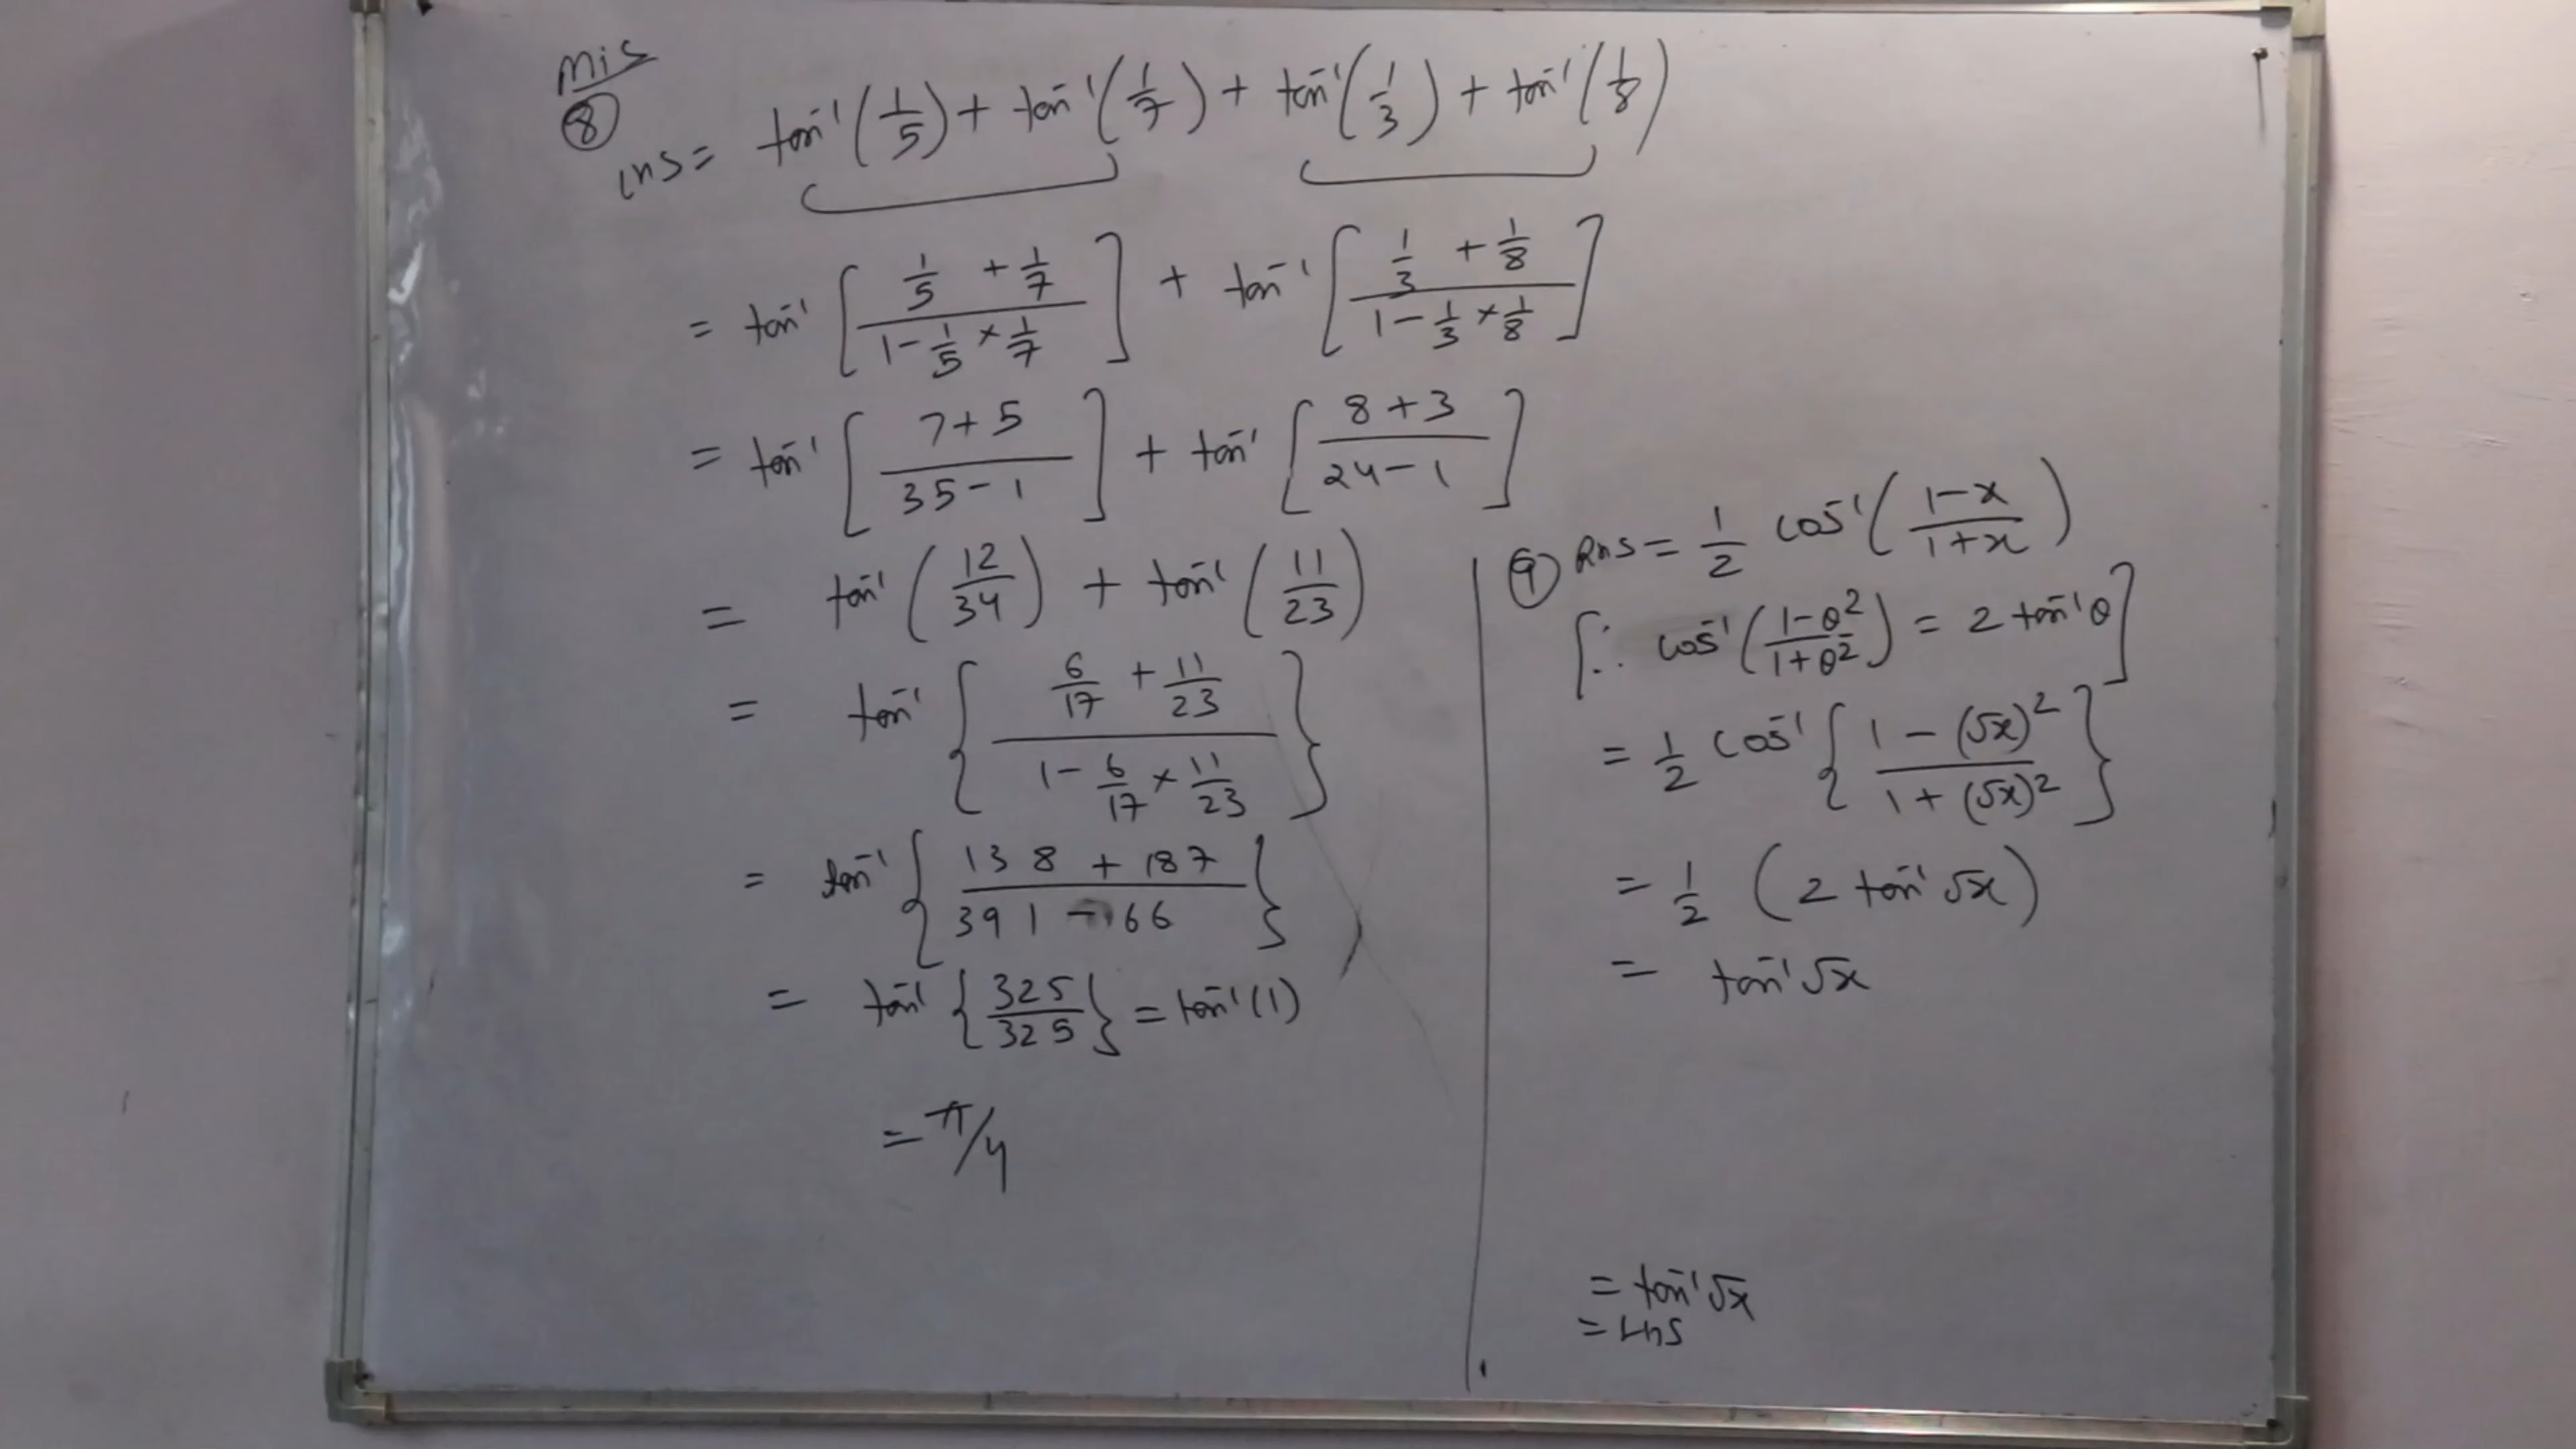 Mis
⑧
LHS = tan⁻¹(1/5) + tan⁻¹(1/7) + tan⁻¹(1/3) + tan⁻¹(1/8)
= tan⁻¹[(1/5 + 1/7)/(1 - 1/5 × 1/7)] + tan⁻¹[(1/3 + 1/8)/(1 - 1/3 × 1/8)]
= tan⁻¹[(7+5)/(35-1)] + tan⁻¹[(8+3)/(24-1)]
= tan⁻¹(12/34) + tan⁻¹(11/23)
= tan⁻¹{(6/17 + 11/23)/(1 - 6/17 × 11/23)}
= tan⁻¹{(138 + 187)/(391 - 66)}
= tan⁻¹{325/325} = tan⁻¹(1)
= π/4
⑨ RHS = 1/2 cos⁻¹((1-x)/(1+x))
[∵ cos⁻¹((1-θ²)/(1+θ²)) = 2 tan⁻¹θ]
= 1/2 cos⁻¹{(1 - (√x)²)/(1 + (√x)²)}
= 1/2 (2 tan⁻¹√x)
= tan⁻¹√x
= tan⁻¹√x
= LHS